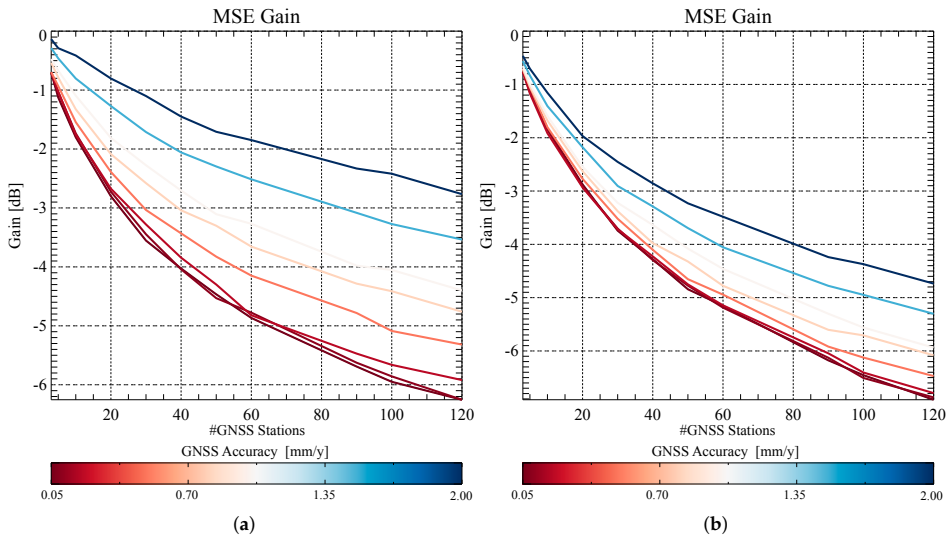 (a)
MSE Gain
0
-1
-2
-3
-4
-5
-6
Gain [dB]
20 40 60 80 100 120
#GNSS Stations
GNSS Accuracy [mm/y]
0.05 0.70 1.35 2.00
(a)
(b)
MSE Gain
0
-1
-2
-3
-4
-5
-6
Gain [dB]
20 40 60 80 100 120
#GNSS Stations
GNSS Accuracy [mm/y]
0.05 0.70 1.35 2.00
(b)